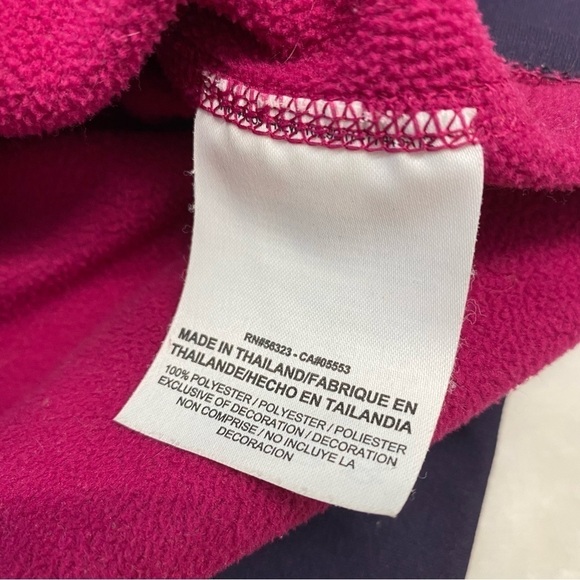 RN#56323 - CA#05553
MADE IN THAILAND/FABRIQUE EN
THAILANDE/HECHO EN TAILANDIA
100% POLYESTER / POLYESTER / POLIESTER
EXCLUSIVE OF DECORATION / DECORATION
NON COMPRISE / NO INCLUYE LA
DECORACION